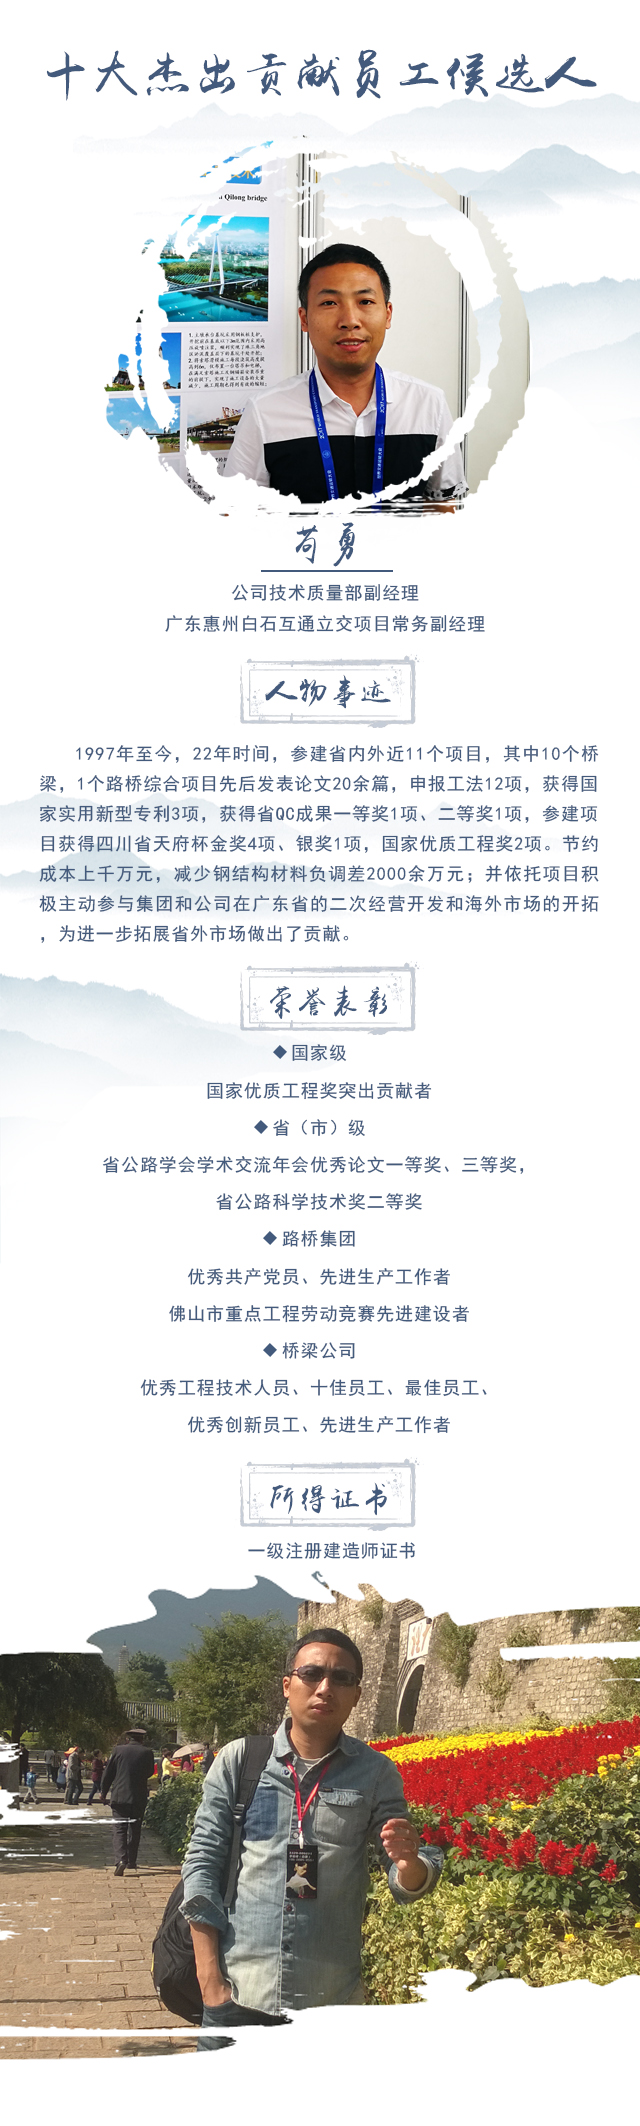 十大杰出贡献员工候选人
Qilong bridge
苟勇
公司技术质量部副经理
广东惠州白石互通立交项目常务副经理
人物事迹
1997年至今，22年时间，参建省内外近11个项目，其中10个桥
梁，1个路桥综合项目先后发表论文20余篇，申报工法12项，获得国
家实用新型专利3项，获得省QC成果一等奖1项、二等奖1项，参建项
目获得四川省天府杯金奖4项、银奖1项，国家优质工程奖2项。节约
成本上千万元，减少钢结构材料负调差2000余万元；并依托项目积
极主动参与集团和公司在广东省的二次经营开发和海外市场的开拓
，为进一步拓展省外市场做出了贡献。
荣誉表彰
◆国家级
国家优质工程奖突出贡献者
◆省（市）级
省公路学会学术交流年会优秀论文一等奖、三等奖，
省公路科学技术奖二等奖
◆路桥集团
优秀共产党员、先进生产工作者
佛山市重点工程劳动竞赛先进建设者
◆桥梁公司
优秀工程技术人员、十佳员工、最佳员工、
优秀创新员工、先进生产工作者
所得证书
一级注册建造师证书